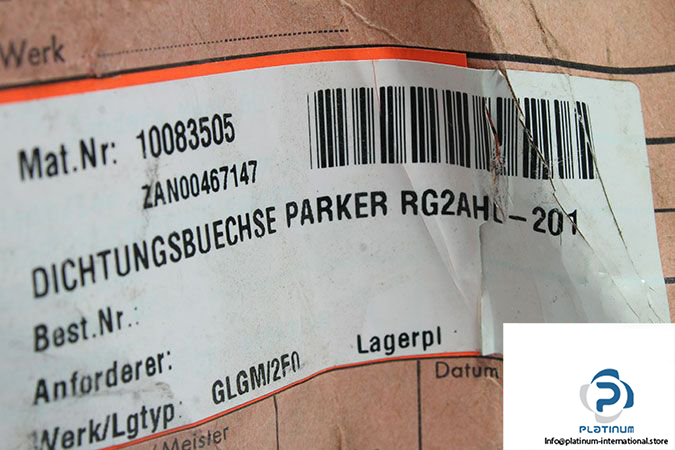 Werk
Mat.Nr: 10083505
ZAN00467147
DICHTUNGSBUECHSE PARKER RG2AHL-201
Best.Nr.:
Anforderer:
Lagerpl
Werk/Lgtyp: GLGM/2F0
Datum
/Meister
PLATINUM
Info@platinum-international.store